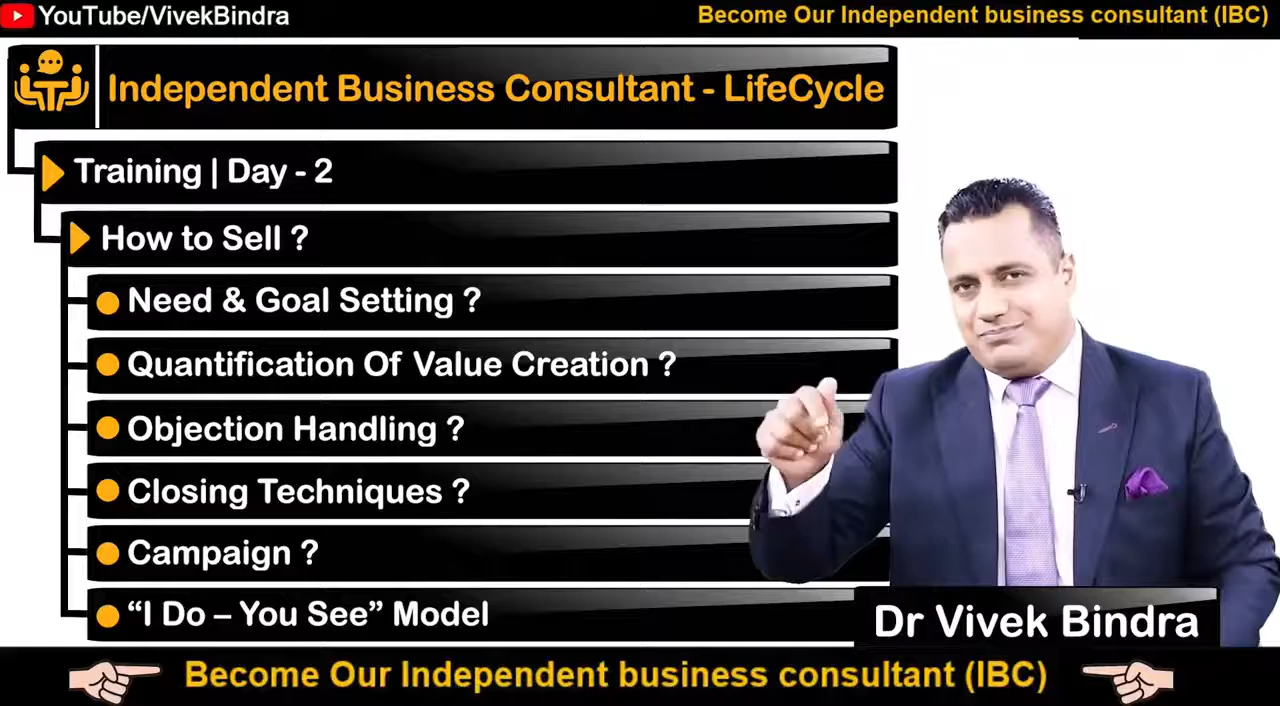 YouTube/VivekBindra
Become Our Independent business consultant (IBC)
Independent Business Consultant - LifeCycle
Training | Day - 2
How to Sell ?
Need & Goal Setting ?
Quantification Of Value Creation ?
Objection Handling ?
Closing Techniques ?
Campaign ?
“I Do – You See” Model
Dr Vivek Bindra
Become Our Independent business consultant (IBC)